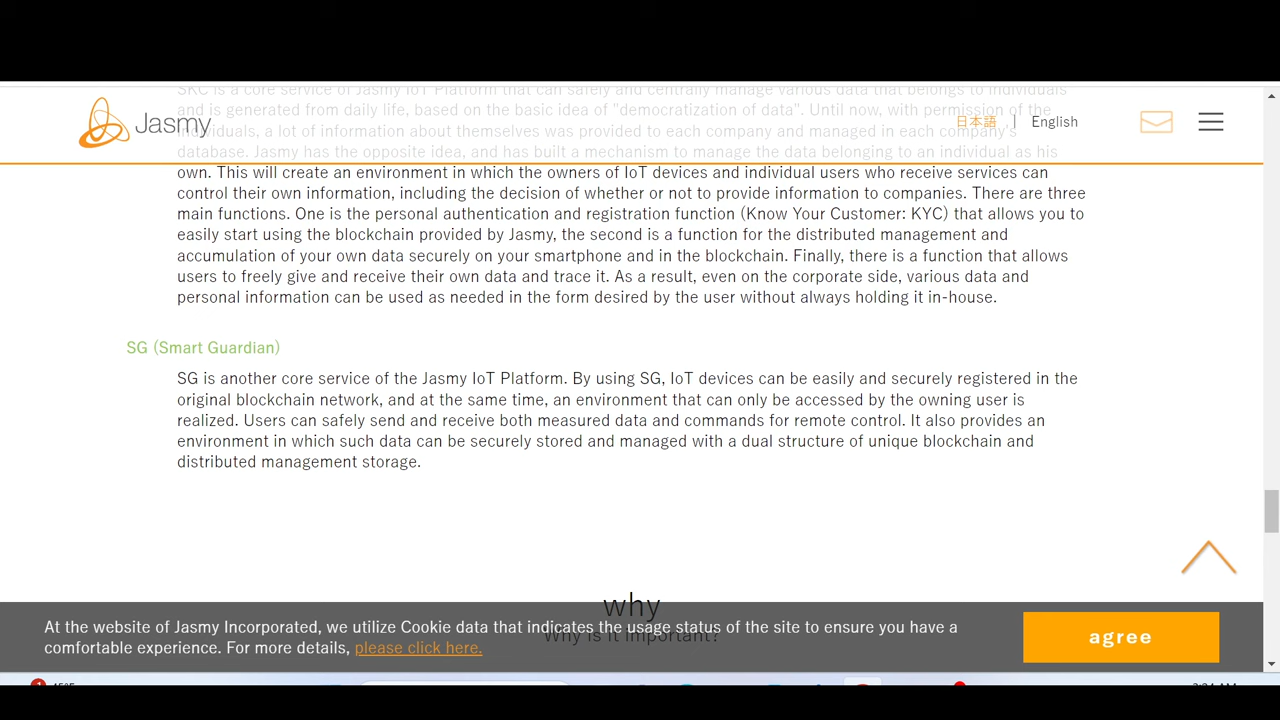 SKC is a core service of Jasmy IoT Platform that can safely and centrally manage various data that belongs to individuals
and is generated from daily life, based on the basic idea of "democratization of data". Until now, with permission of the
Jasmy
日本語 | English
individuals, a lot of information about themselves was provided to each company and managed in each company's
database. Jasmy has the opposite idea, and has built a mechanism to manage the data belonging to an individual as his
own. This will create an environment in which the owners of IoT devices and individual users who receive services can
control their own information, including the decision of whether or not to provide information to companies. There are three
main functions. One is the personal authentication and registration function (Know Your Customer: KYC) that allows you to
easily start using the blockchain provided by Jasmy, the second is a function for the distributed management and
accumulation of your own data securely on your smartphone and in the blockchain. Finally, there is a function that allows
users to freely give and receive their own data and trace it. As a result, even on the corporate side, various data and
personal information can be used as needed in the form desired by the user without always holding it in-house.
SG (Smart Guardian)
SG is another core service of the Jasmy IoT Platform. By using SG, IoT devices can be easily and securely registered in the
original blockchain network, and at the same time, an environment that can only be accessed by the owning user is
realized. Users can safely send and receive both measured data and commands for remote control. It also provides an
environment in which such data can be securely stored and managed with a dual structure of unique blockchain and
distributed management storage.
why
Why is it important?
At the website of Jasmy Incorporated, we utilize Cookie data that indicates the usage status of the site to ensure you have a
comfortable experience. For more details, please click here.
agree